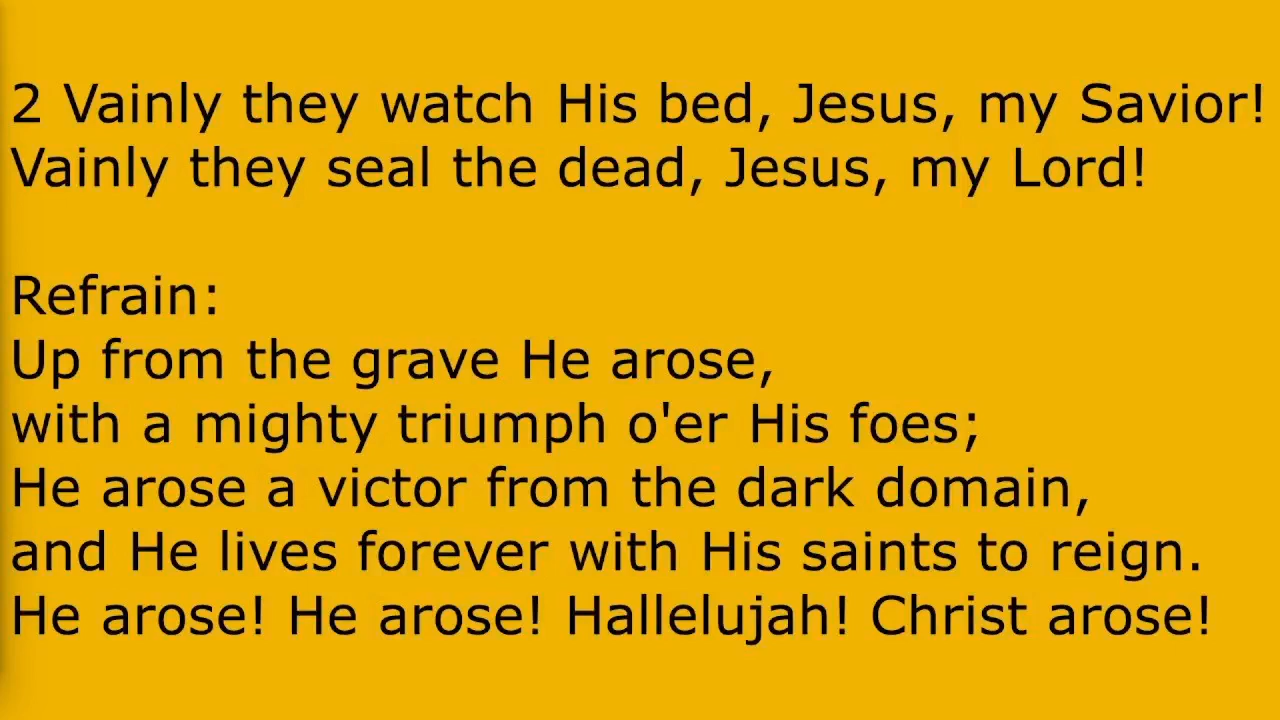 2 Vainly they watch His bed, Jesus, my Savior!
Vainly they seal the dead, Jesus, my Lord!
Refrain:
Up from the grave He arose,
with a mighty triumph o'er His foes;
He arose a victor from the dark domain,
and He lives forever with His saints to reign.
He arose! He arose! Hallelujah! Christ arose!